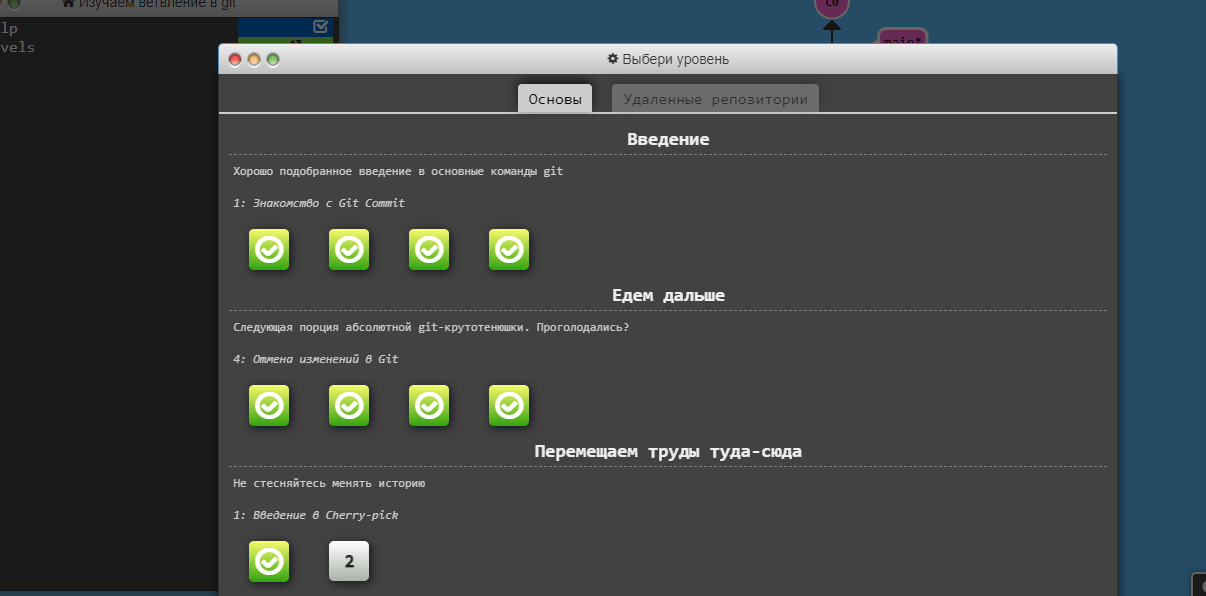 Изучаем ветвление в git
c0
lp
vels
main*
Выбери уровень
Основы
Удаленные репозитории
Введение
Хорошо подобранное введение в основные команды git
1: Знакомство с Git Commit
Едем дальше
Следующая порция абсолютной git-крутотенюшки. Проголодались?
4: Отмена изменений в Git
Перемещаем труды туда-сюда
Не стесняйтесь менять историю
1: Введение в Cherry-pick
2